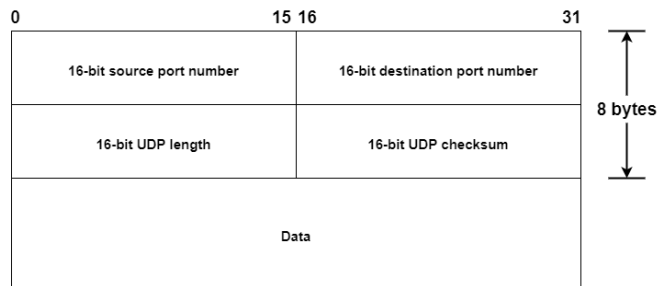 0 15 16 31
16-bit source port number 16-bit destination port number
8 bytes
16-bit UDP length 16-bit UDP checksum
Data